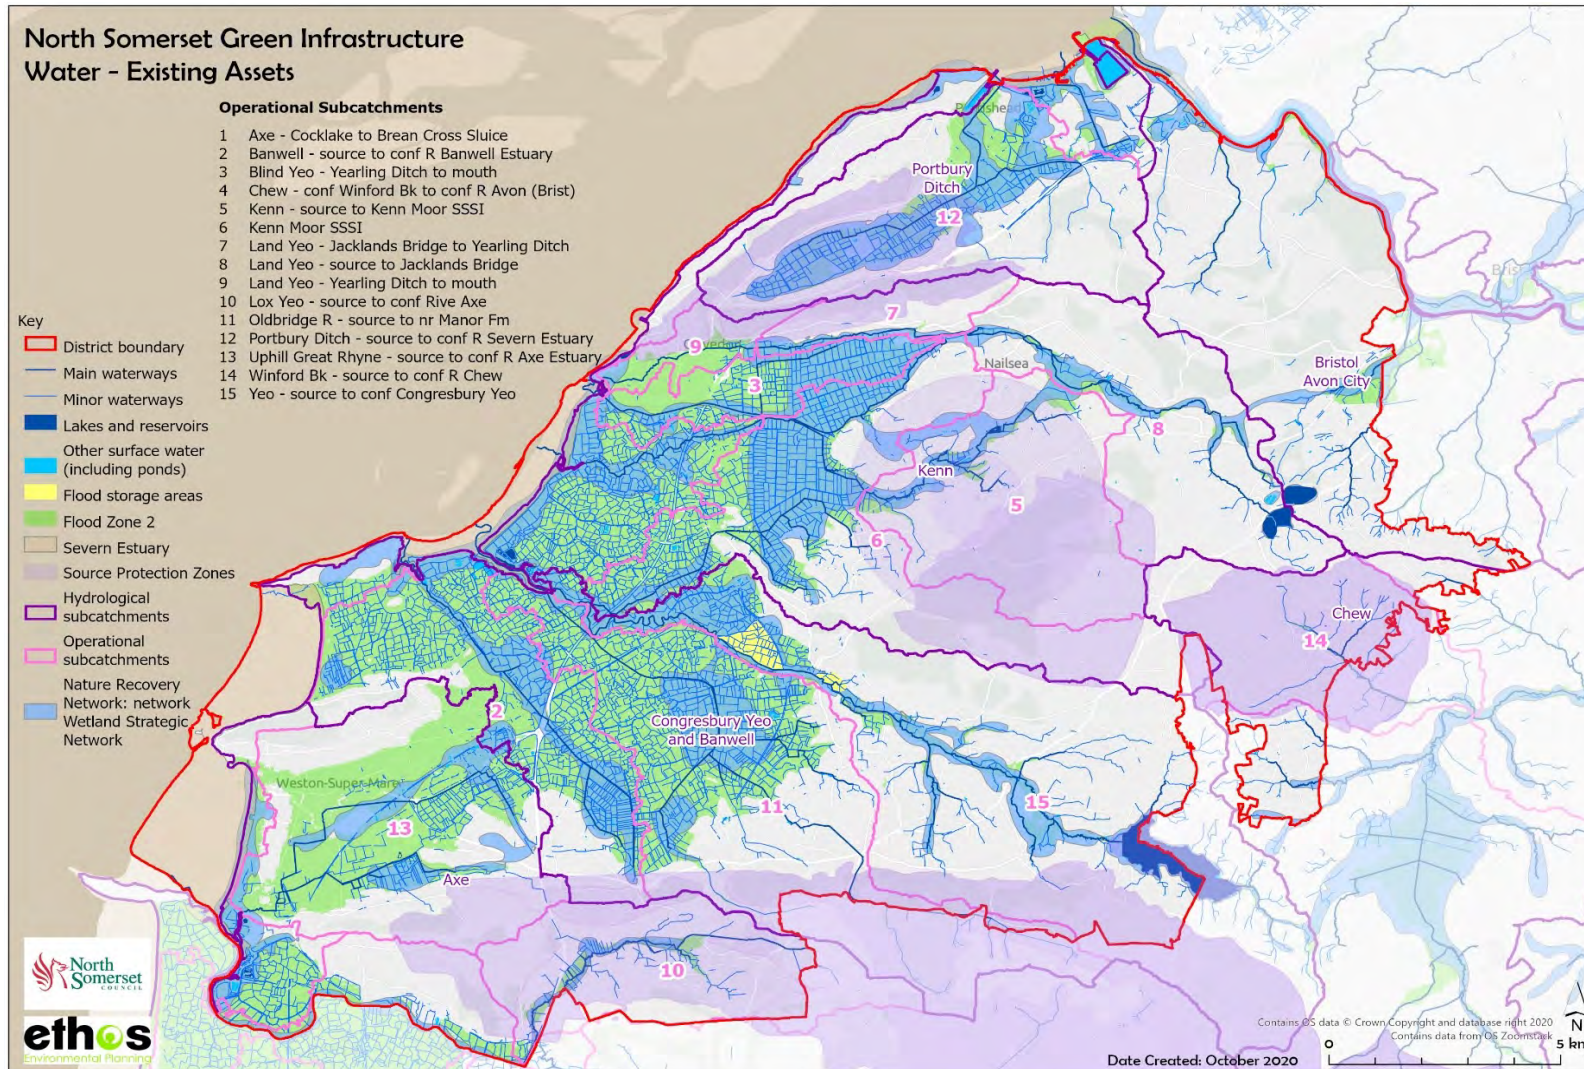 North Somerset Green Infrastructure
Water - Existing Assets
Operational Subcatchments
1 Axe - Cocklake to Brean Cross Sluice
2 Banwell - source to conf R Banwell Estuary
3 Blind Yeo - Yearling Ditch to mouth
4 Chew - conf Winford Bk to conf R Avon (Brist)
5 Kenn - source to Kenn Moor SSSI
6 Kenn Moor SSSI
7 Land Yeo - Jacklands Bridge to Yearling Ditch
8 Land Yeo - source to Jacklands Bridge
9 Land Yeo - Yearling Ditch to mouth
10 Lox Yeo - source to conf Rive Axe
11 Oldbridge R - source to nr Manor Fm
12 Portbury Ditch - source to conf R Severn Estuary
13 Uphill Great Rhyne - source to conf R Axe Estuary
14 Winford Bk - source to conf R Chew
15 Yeo - source to conf Congresbury Yeo
Key
District boundary
Main waterways
Minor waterways
Lakes and reservoirs
Other surface water
(including ponds)
Flood storage areas
Flood Zone 2
Severn Estuary
Source Protection Zones
Hydrological
subcatchments
Operational
subcatchments
Nature Recovery
Network: network
Wetland Strategic
Network
Portbury
Ditch
12
7
9
3
Nailsea
Bristol
Avon City
8
Kenn
5
6
Chew
14
2
Congresbury Yeo
and Banwell
Weston-Super-Mare
13
11
15
Axe
10
North
Somerset
COUNCIL
ethos
Environmental Planning
Contains OS data © Crown Copyright and database right 2020
Contains data from OS Zoomstack
Date Created: October 2020
0
5 km
N